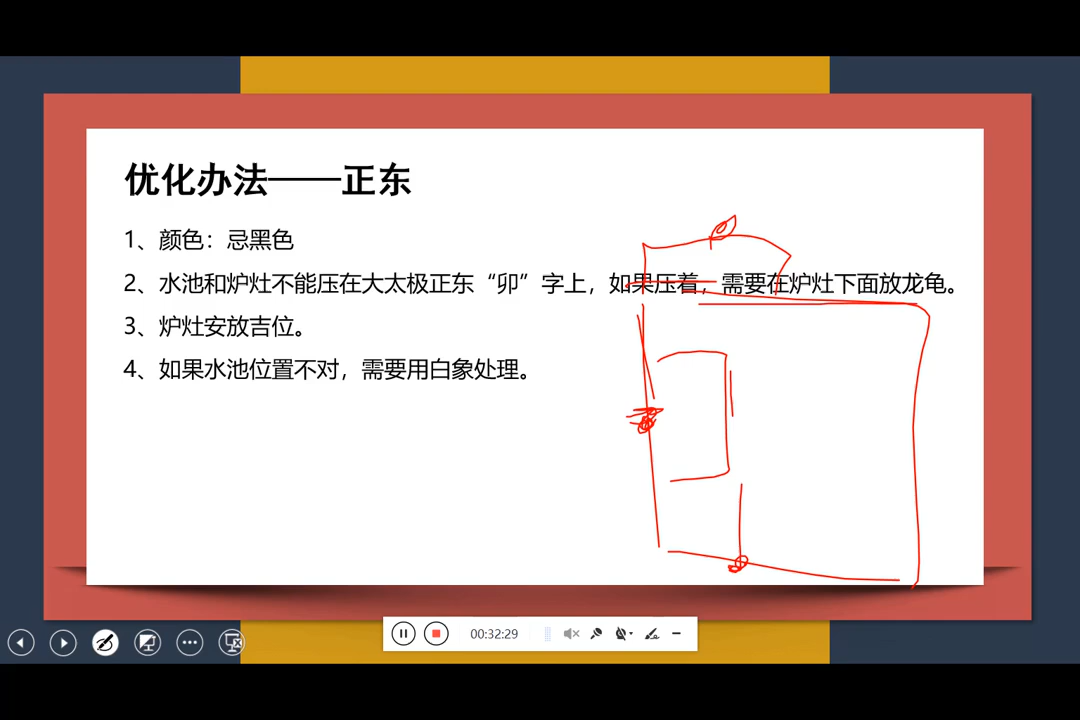 优化办法——正东
1、颜色：忌黑色
2、水池和炉灶不能压在大太极正东“卯”字上，如果压着，需要在炉灶下面放龙龟。
3、炉灶安放吉位。
4、如果水池位置不对，需要用白象处理。
00:32:29